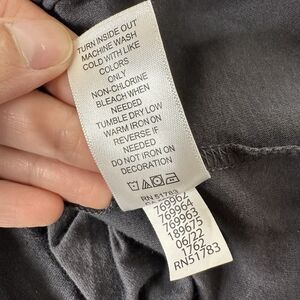 TURN INSIDE OUT
MACHINE WASH
COLD WITH LIKE
COLORS
ONLY
NON-CHLORINE
BLEACH WHEN
NEEDED
TUMBLE DRY LOW
WARM IRON ON
REVERSE IF
NEEDED
DO NOT IRON ON
DECORATION
RN 51783
769962
769964
769963
189675
06/22
1762
RN51783